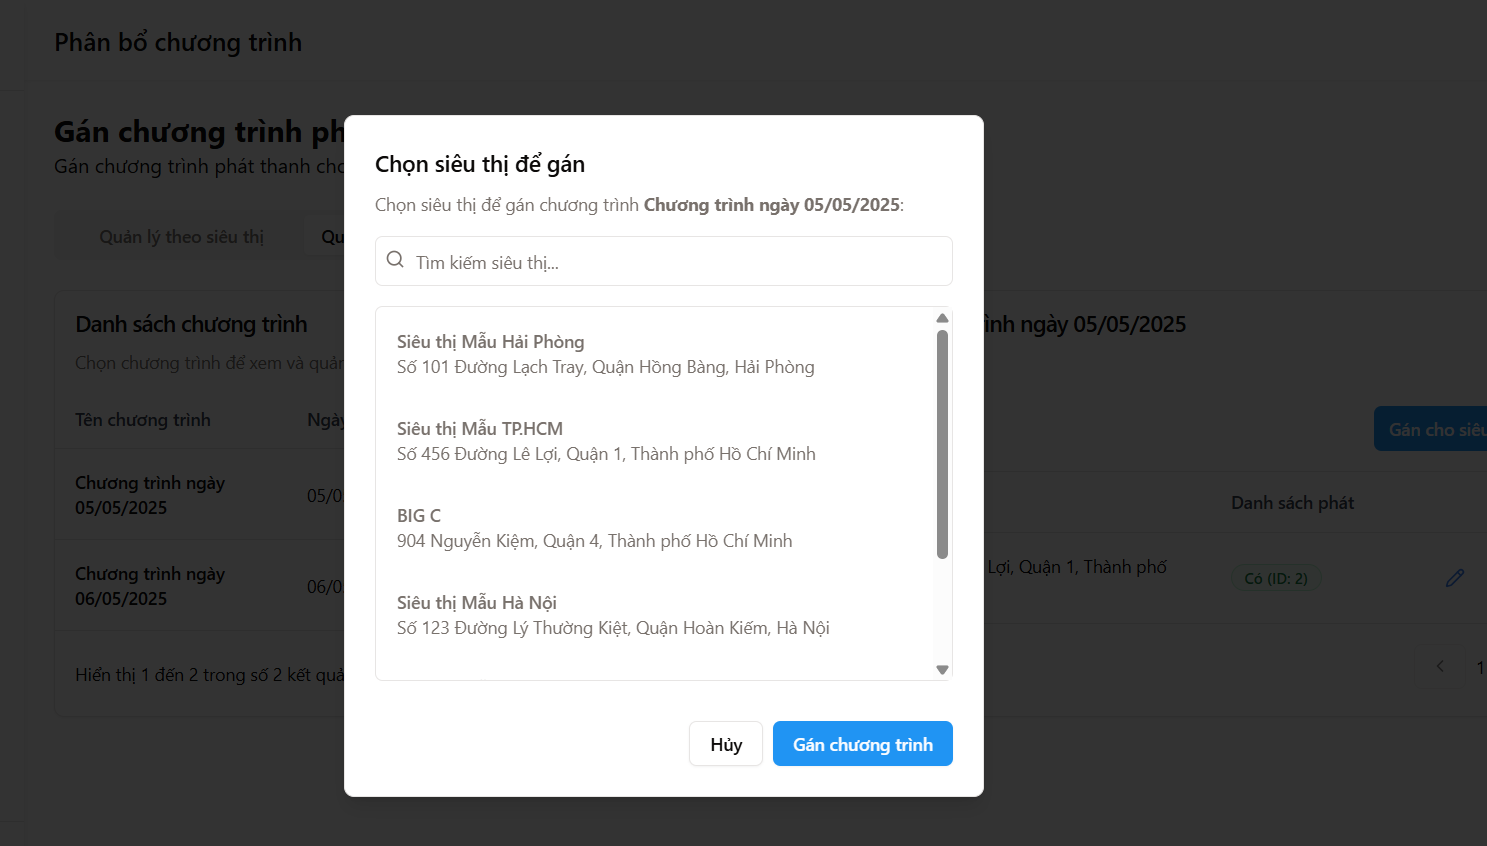 Phân bổ chương trình
Gán chương trình ph
Gán chương trình phát thanh cho
Quản lý theo siêu thị
Qu
Danh sách chương trình
Chọn chương trình để xem và quản
Tên chương trình
Ngày
Chương trình ngày
05/05/2025
05/0
Chương trình ngày
06/05/2025
06/0
Hiển thị 1 đến 2 trong số 2 kết quả
Chọn siêu thị để gán
Chọn siêu thị để gán chương trình Chương trình ngày 05/05/2025:
Tìm kiếm siêu thị...
Siêu thị Mẫu Hải Phòng
Số 101 Đường Lạch Tray, Quận Hồng Bàng, Hải Phòng
Siêu thị Mẫu TP.HCM
Số 456 Đường Lê Lợi, Quận 1, Thành phố Hồ Chí Minh
BIG C
904 Nguyễn Kiệm, Quận 4, Thành phố Hồ Chí Minh
Siêu thị Mẫu Hà Nội
Số 123 Đường Lý Thường Kiệt, Quận Hoàn Kiếm, Hà Nội
Hủy
Gán chương trình
ình ngày 05/05/2025
Gán cho siêu
Danh sách phát
Lợi, Quận 1, Thành phố
Có (ID: 2)
1